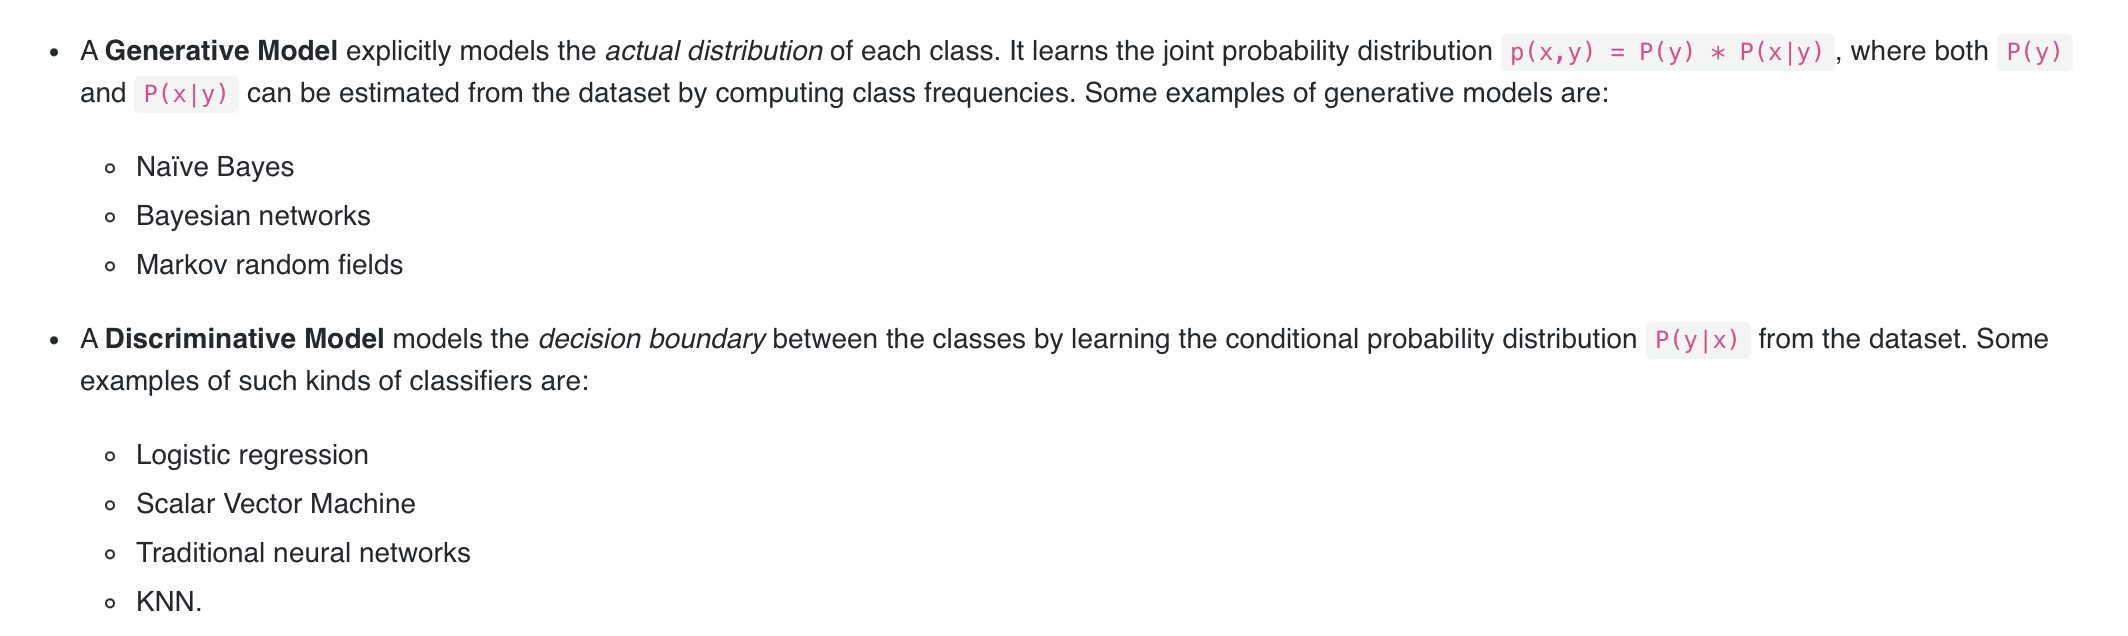 A Generative Model explicitly models the actual distribution of each class. It learns the joint probability distribution p(x,y) = P(y) * P(x|y), where both P(y)
and P(x|y) can be estimated from the dataset by computing class frequencies. Some examples of generative models are:
Naïve Bayes
Bayesian networks
Markov random fields
A Discriminative Model models the decision boundary between the classes by learning the conditional probability distribution P(y|x) from the dataset. Some
examples of such kinds of classifiers are:
Logistic regression
Scalar Vector Machine
Traditional neural networks
KNN.